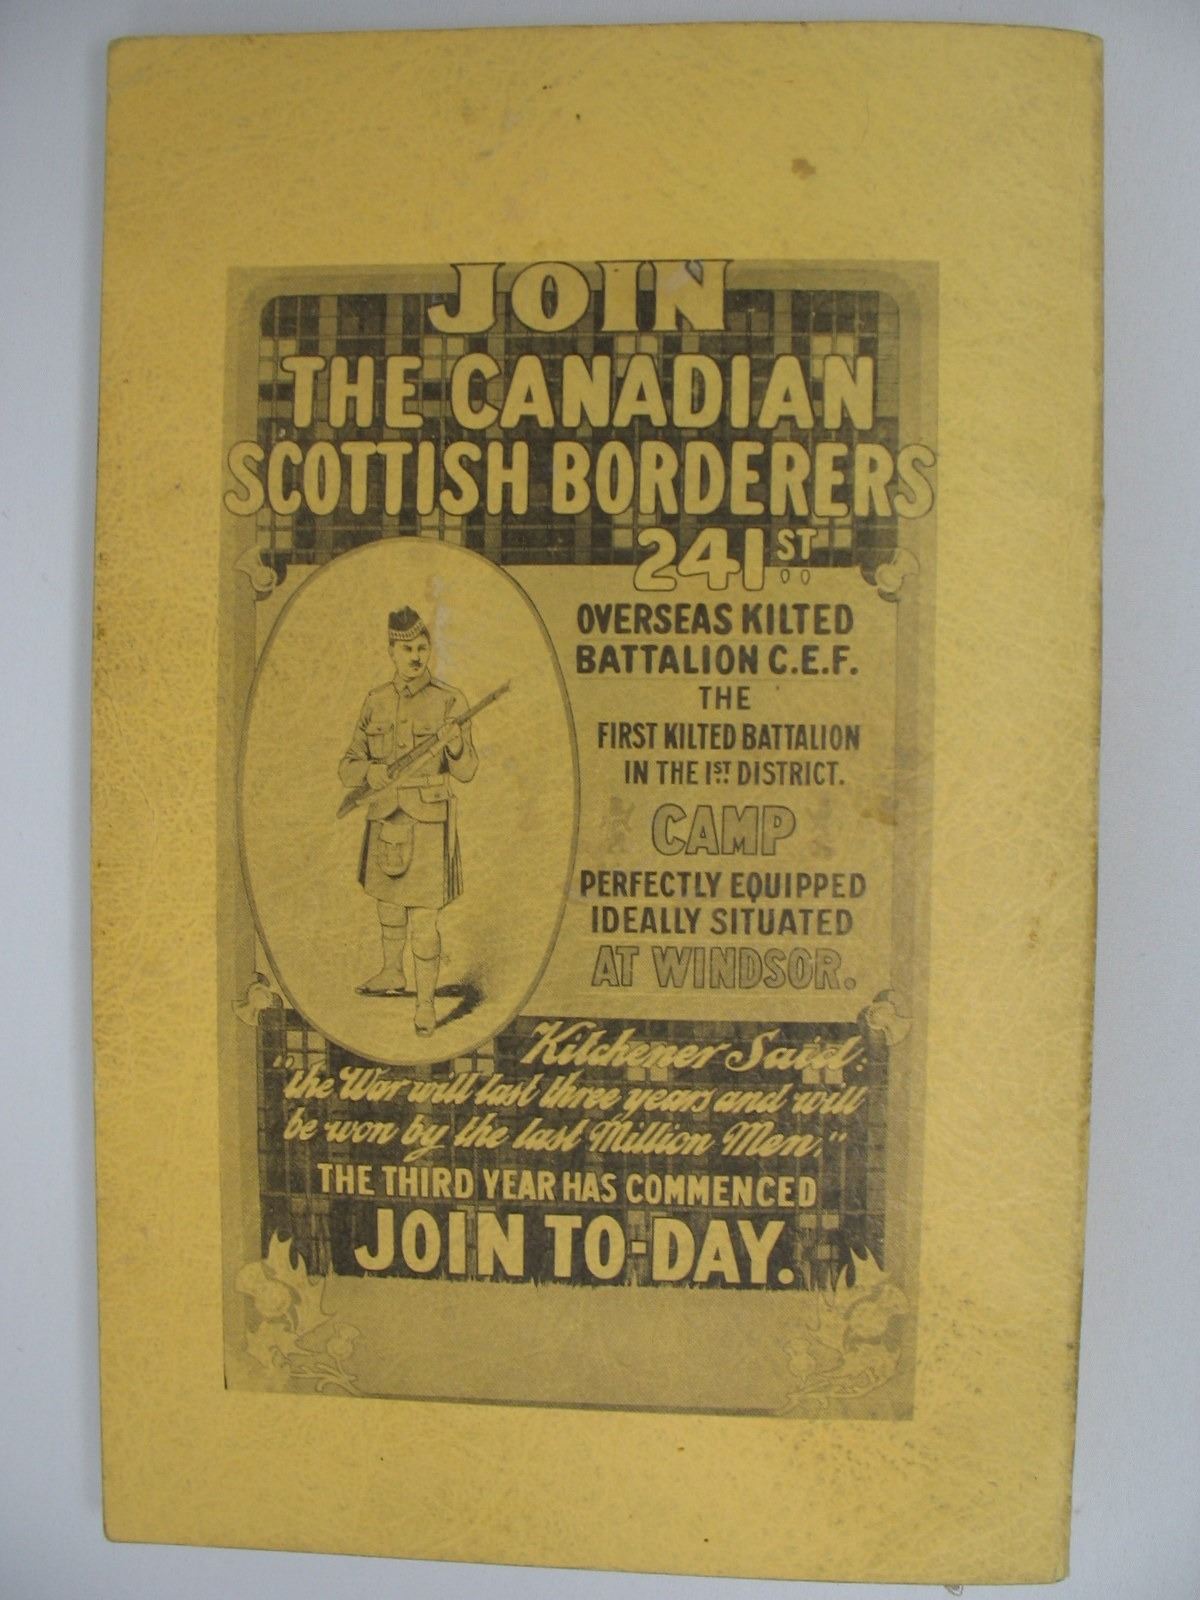 JOIN
THE CANADIAN
SCOTTISH BORDERERS
241ST
OVERSEAS KILTED
BATTALION C.E.F.
THE
FIRST KILTED BATTALION
IN THE 1ST DISTRICT.
CAMP
PERFECTLY EQUIPPED
IDEALLY SITUATED
AT WINDSOR.
Kitchener Said:
"the War will last three years and will
be won by the last Million Men."
THE THIRD YEAR HAS COMMENCED
JOIN TO-DAY.